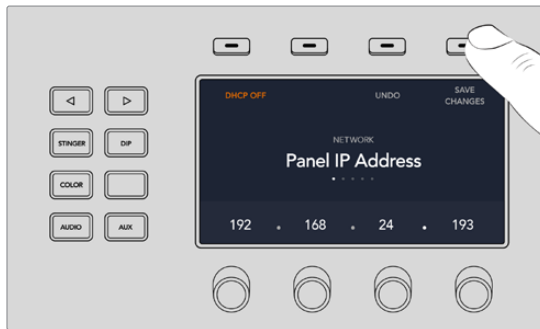 DHCP OFF
UNDO
SAVE
CHANGES
NETWORK
Panel IP Address
192 . 168 . 24 . 193
STINGER
DIP
COLOR
AUDIO
AUX